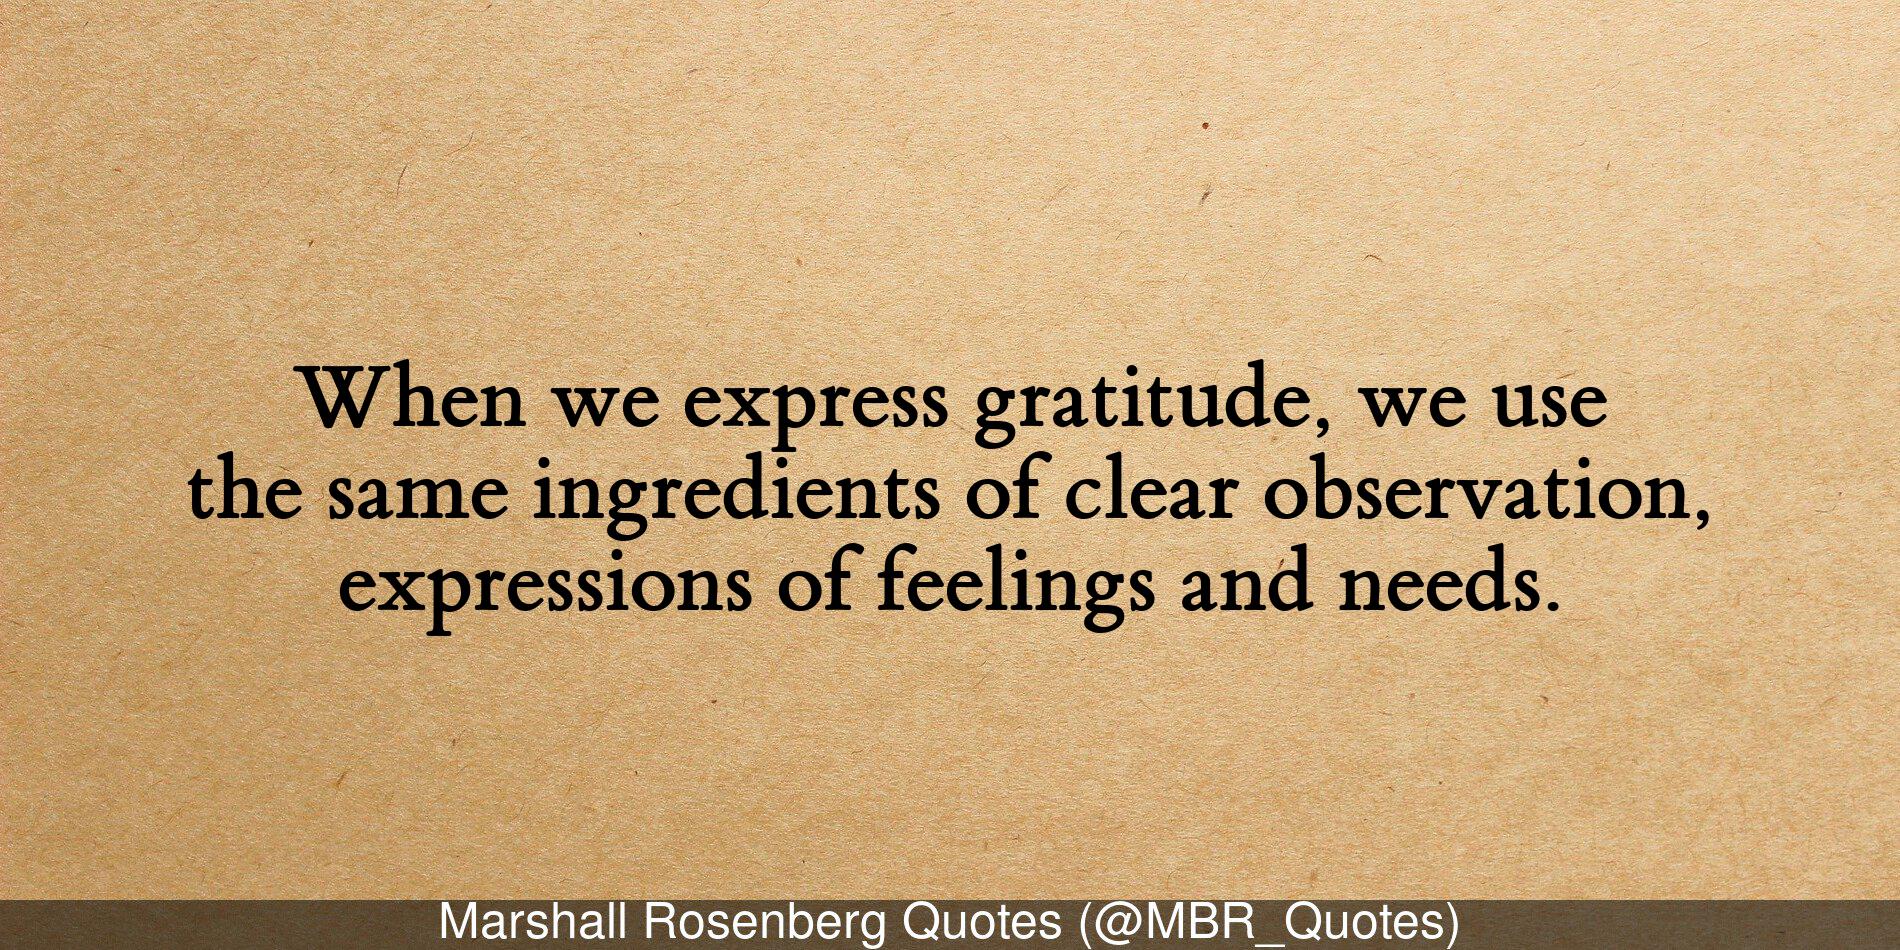 When we express gratitude, we use
the same ingredients of clear observation,
expressions of feelings and needs.
Marshall Rosenberg Quotes (@MBR_Quotes)